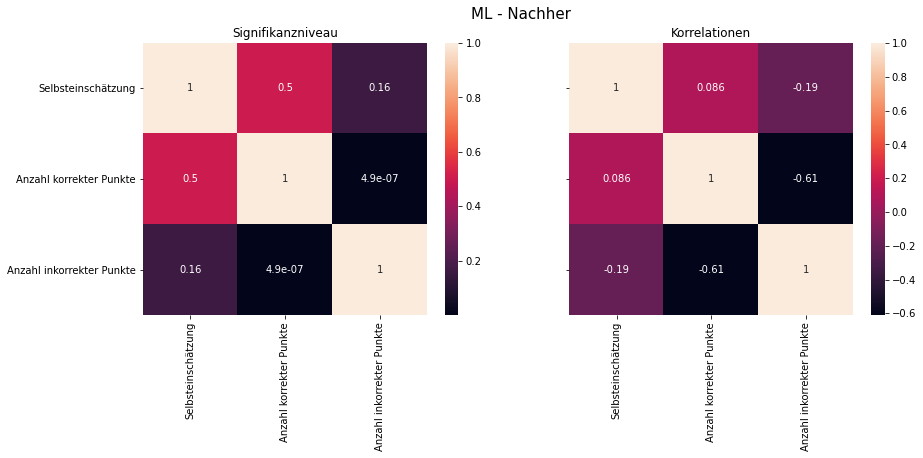 ML - Nachher
Signifikanzniveau
Korrelationen
Selbsteinschätzung
Anzahl korrekter Punkte
Anzahl inkorrekter Punkte
1 0.5 0.16
0.5 1 4.9e-07
0.16 4.9e-07 1
1.0
0.8
0.6
0.4
0.2
Selbsteinschätzung
Anzahl korrekter Punkte
Anzahl inkorrekter Punkte
1 0.086 -0.19
0.086 1 -0.61
-0.19 -0.61 1
1.0
0.8
0.6
0.4
0.2
0.0
−0.2
−0.4
−0.6
Selbsteinschätzung
Anzahl korrekter Punkte
Anzahl inkorrekter Punkte